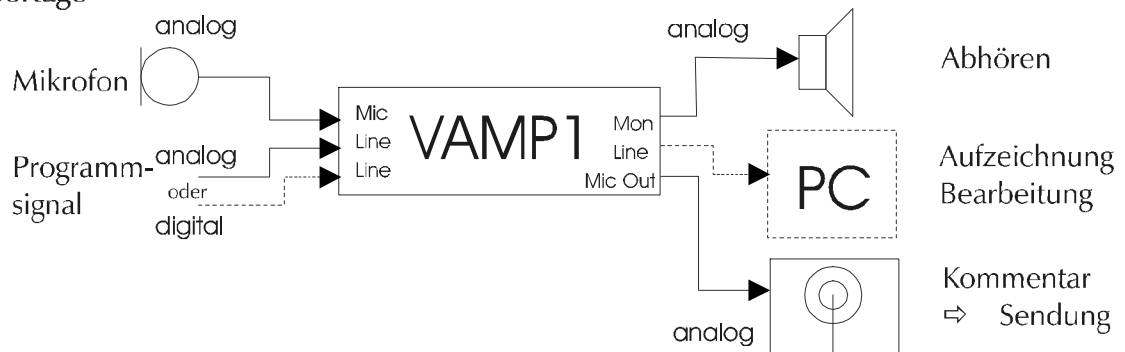 analog
Mikrofon
Programm-
signal
analog
oder
digital
Mic
Line
Line
VAMP1
Mon
Line
Mic Out
analog
Abhören
PC
Aufzeichnung
Bearbeitung
analog
Kommentar
⇨ Sendung